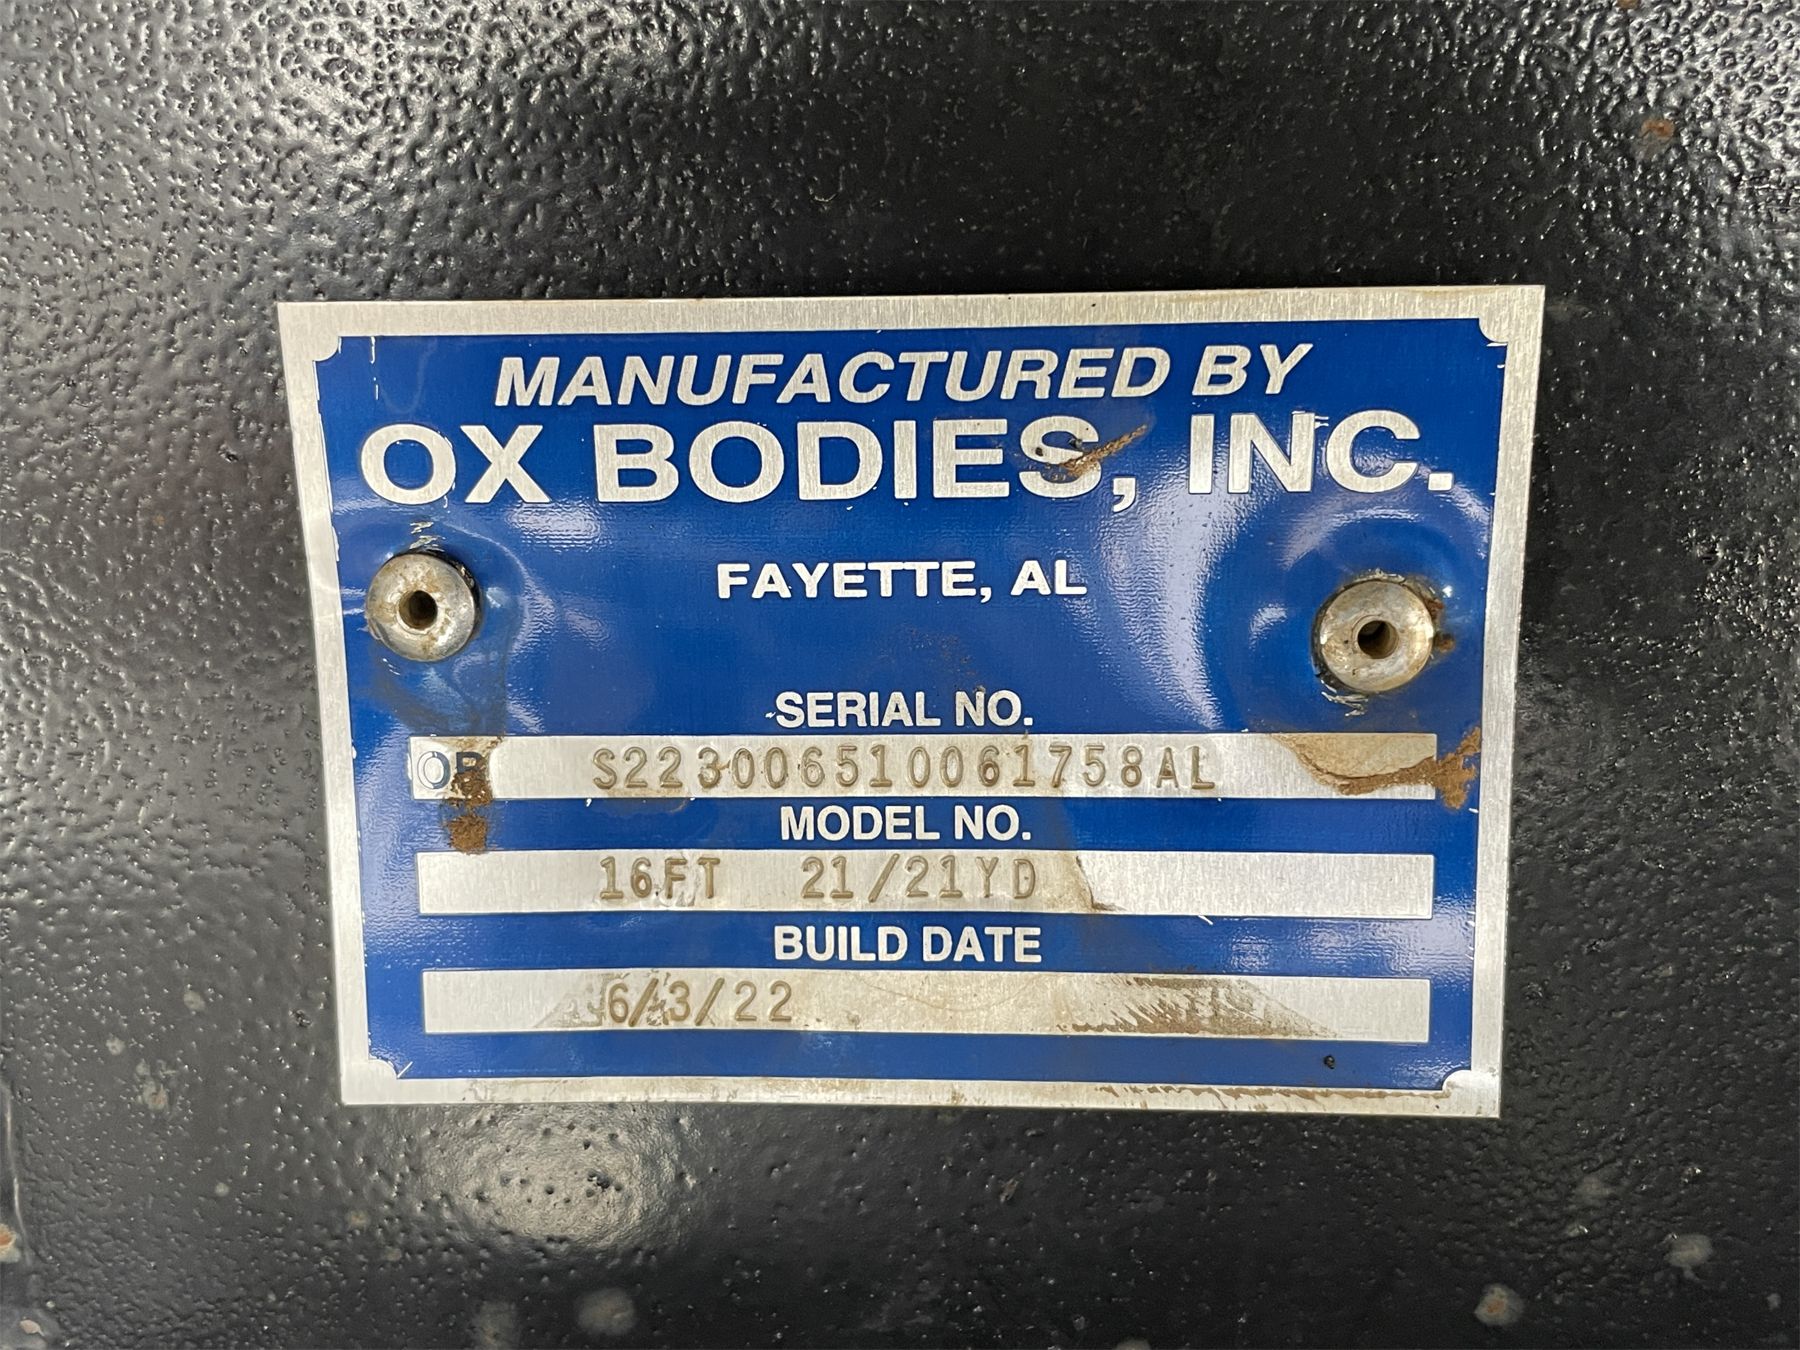 MANUFACTURED BY
OX BODIES, INC.
FAYETTE, AL
SERIAL NO.
S223006510061758AL
MODEL NO.
16FT 21/21YD
BUILD DATE
6/3/22